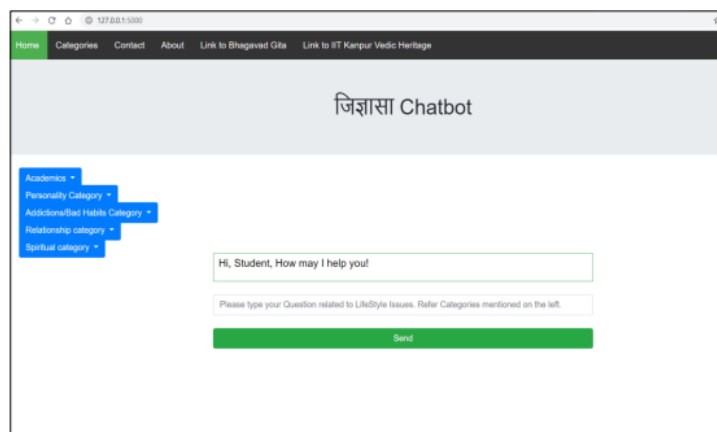 127.0.0.1:5000
Home Categories Contact About Link to Bhagavad Gita Link to IIT Kanpur Vedic Heritage
जिज्ञासा Chatbot
Academics
Personality Category
Addictions/Bad Habits Category
Relationship category
Spiritual category
Hi, Student, How may I help you!
Please type your Question related to LifeStyle Issues. Refer Categories mentioned on the left.
Send